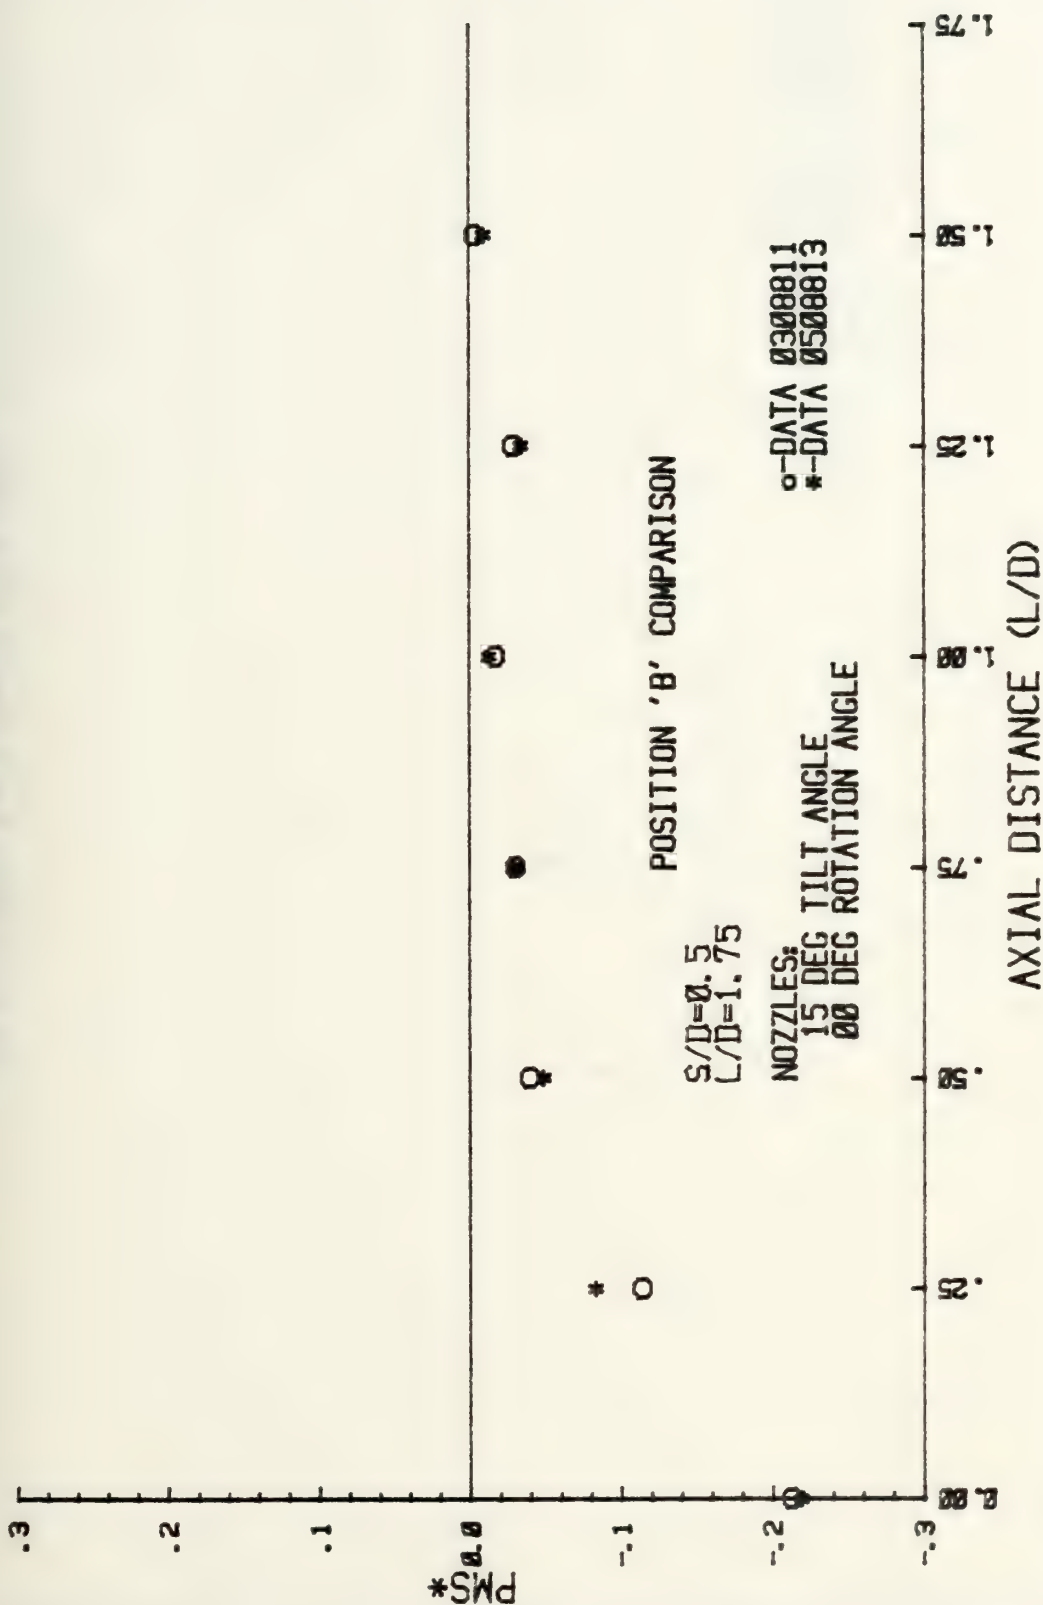 PMS*
.3
.2
.1
0.0
-.1
-.2
-.3
POSITION 'B' COMPARISON
S/D=0.5
L/D=1.75
NOZZLES:
15 DEG TILT ANGLE
00 DEG ROTATION ANGLE
o-DATA 0308811
*-DATA 0508813
0.00
.25
.50
.75
1.00
1.25
1.50
1.75
AXIAL DISTANCE (L/D)